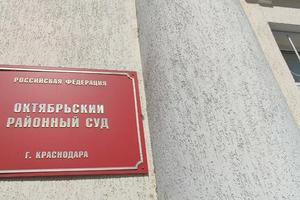 РОССИЙСКАЯ ФЕДЕРАЦИЯ
ОКТЯБРЬСКИЙ
РАЙОННЫЙ СУД
Г. КРАСНОДАРА